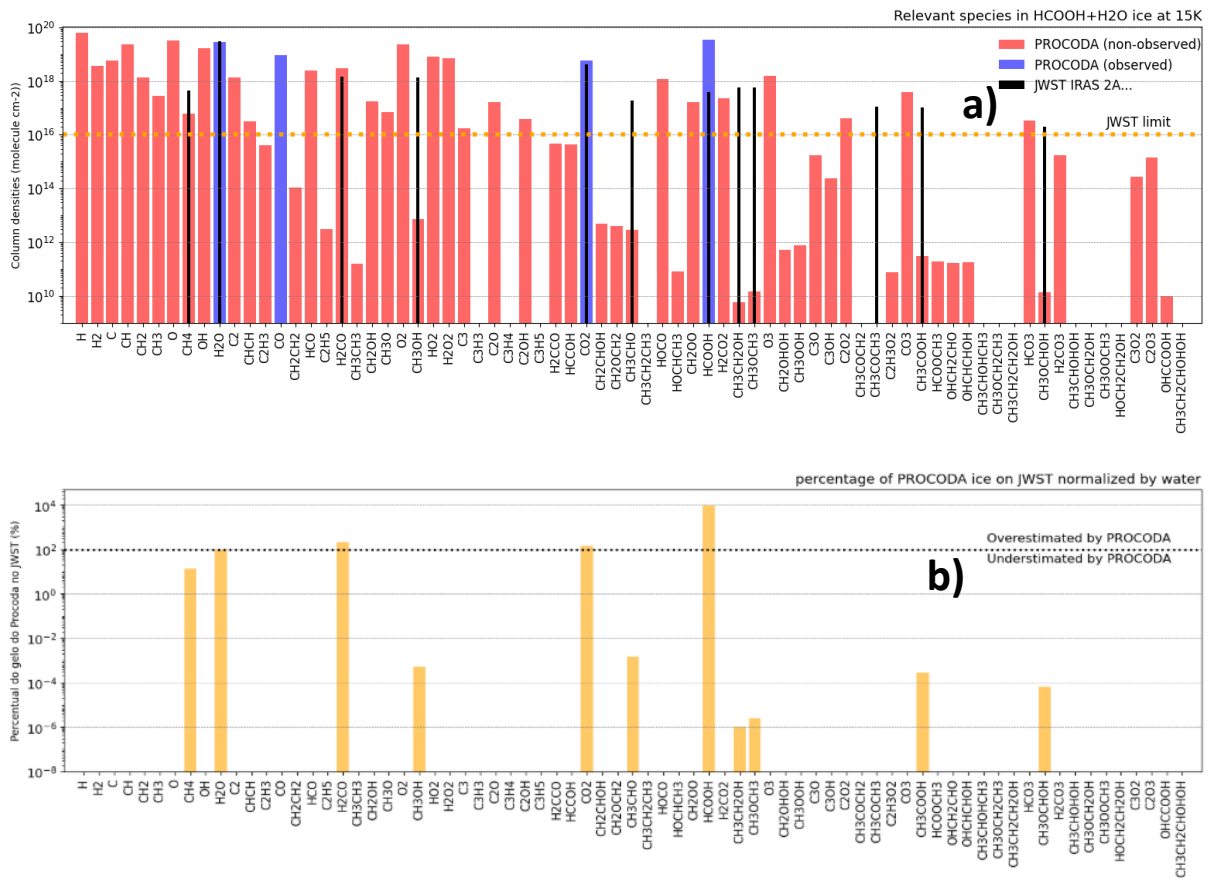 Relevant species in HCOOH+H2O ice at 15K
10^20
10^18
10^16
10^14
10^12
10^10
Column densities (molecule cm-2))
PROCODA (non-observed)
PROCODA (observed)
JWST IRAS 2A...
a)
JWST limit
H
H2
C
CH
CH2
CH3
O
CH4
OH
H2O
C2
CHCH
C2H3
CO
CH2CH2
HCO
C2H5
H2CO
CH3CH3
CH2OH
CH3O
O2
CH3OH
HO2
H2O2
C3
C3H3
C2O
C3H4
C2OH
C3H5
H2CCO
HCCOH
CO2
CH2CHOH
CH2OCH2
CH3CHO
CH3CH2CH3
HOCO
HOCHCH3
CH2OO
HCOOH
H2CO2
CH3CH2OH
CH3OCH3
O3
CH2OHOH
CH3OOH
C3O
C3OH
C2O2
CH3COCH2
CH3COCH3
C2H3O2
CO3
CH3COOH
HCOOCH3
OHCH2CHO
OHCHCHOH
CH3CHOHCH3
CH3OCH2CH3
CH3CH2CH2OH
HCO3
CH3OCHOH
H2CO3
CH3CHOHOH
CH3OCH2OH
CH3OOCH3
HOCH2CH2OH
C3O2
C2O3
OHCCOOH
CH3CH2CHOHOH
percentage of PROCODA ice on JWST normalized by water
10^4
10^2
10^0
10^−2
10^−4
10^−6
10^−8
Percentual do gelo do Procoda no JWST (%)
Overestimated by PROCODA
Understimated by PROCODA
b)
H
H2
C
CH
CH2
CH3
O
CH4
OH
H2O
C2
CHCH
C2H3
CO
CH2CH2
HCO
C2H5
H2CO
CH3CH3
CH2OH
CH3O
O2
CH3OH
HO2
H2O2
C3
C3H3
C2O
C3H4
C2OH
C3H5
H2CCO
HCCOH
CO2
CH2CHOH
CH2OCH2
CH3CHO
CH3CH2CH3
HOCO
HOCHCH3
CH2OO
HCOOH
H2CO2
CH3CH2OH
CH3OCH3
O3
CH2OHOH
CH3OOH
C3O
C3OH
C2O2
CH3COCH2
CH3COCH3
C2H3O2
CO3
CH3COOH
HCOOCH3
OHCH2CHO
OHCHCHOH
CH3CHOHCH3
CH3OCH2CH3
CH3CH2CH2OH
HCO3
CH3OCHOH
H2CO3
CH3CHOHOH
CH3OCH2OH
CH3OOCH3
HOCH2CH2OH
C3O2
C2O3
OHCCOOH
CH3CH2CHOHOH